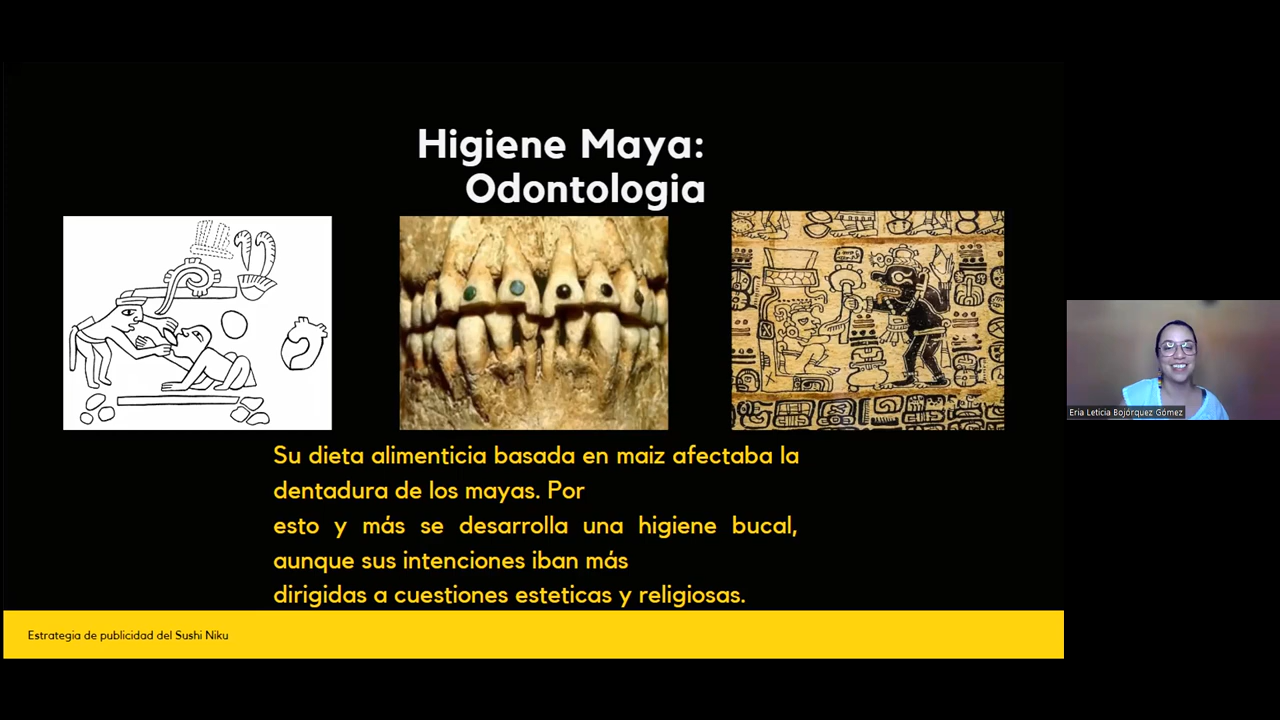 Higiene Maya:
Odontologia
Su dieta alimenticia basada en maiz afectaba la
dentadura de los mayas. Por
esto y más se desarrolla una higiene bucal,
aunque sus intenciones iban más
dirigidas a cuestiones esteticas y religiosas.
Estrategia de publicidad del Sushi Niku
Eria Leticia Bojórquez Gómez